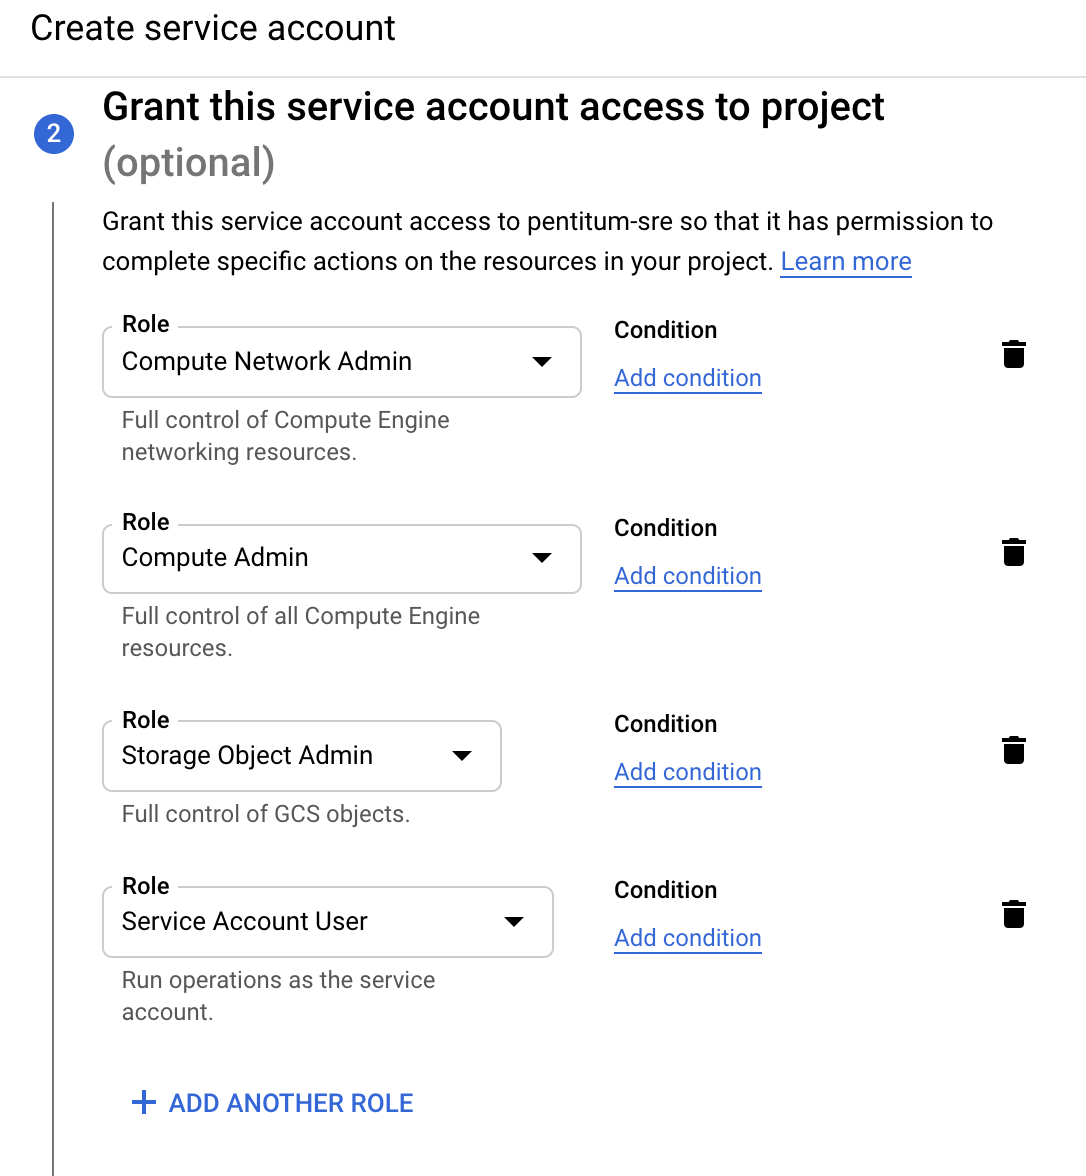 Create service account
2
Grant this service account access to project
(optional)
Grant this service account access to pentitum-sre so that it has permission to
complete specific actions on the resources in your project. Learn more
Role
Compute Network Admin
Condition
Add condition
Full control of Compute Engine
networking resources.
Role
Compute Admin
Condition
Add condition
Full control of all Compute Engine
resources.
Role
Storage Object Admin
Condition
Add condition
Full control of GCS objects.
Role
Service Account User
Condition
Add condition
Run operations as the service
account.
+ ADD ANOTHER ROLE